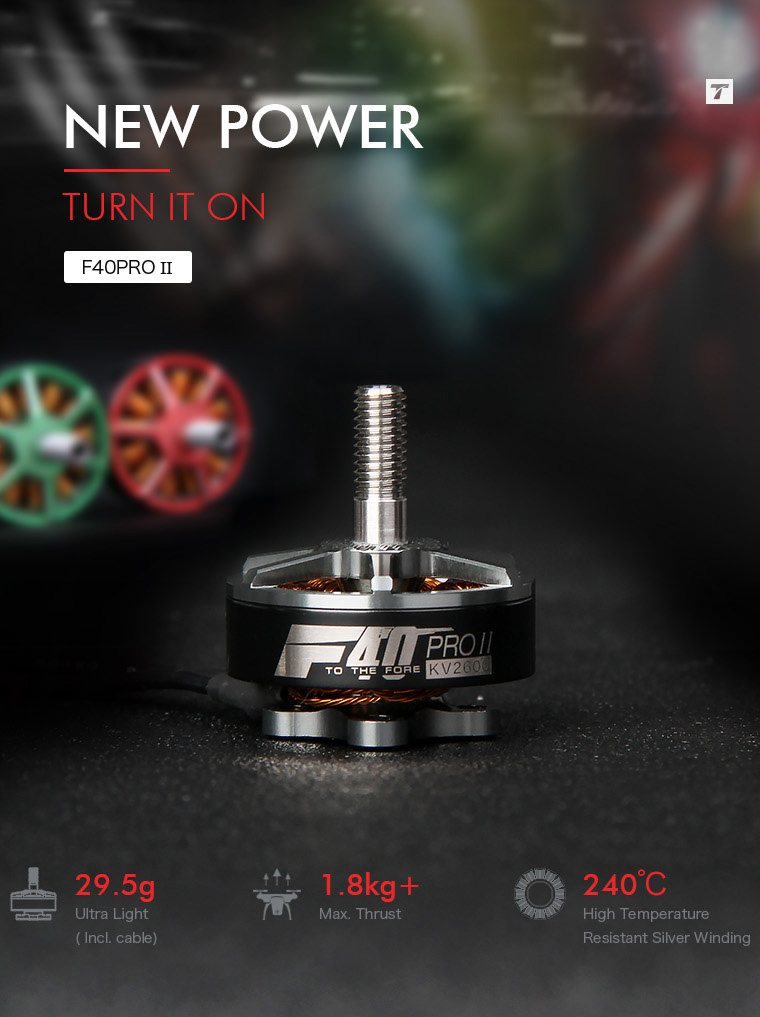 NEW POWER
T
TURN IT ON
F40PRO II
F40 PRO II
TO THE FORE KV2600
29.5g
Ultra Light
( Incl. cable)
1.8kg+
Max. Thrust
240℃
High Temperature
Resistant Silver Winding